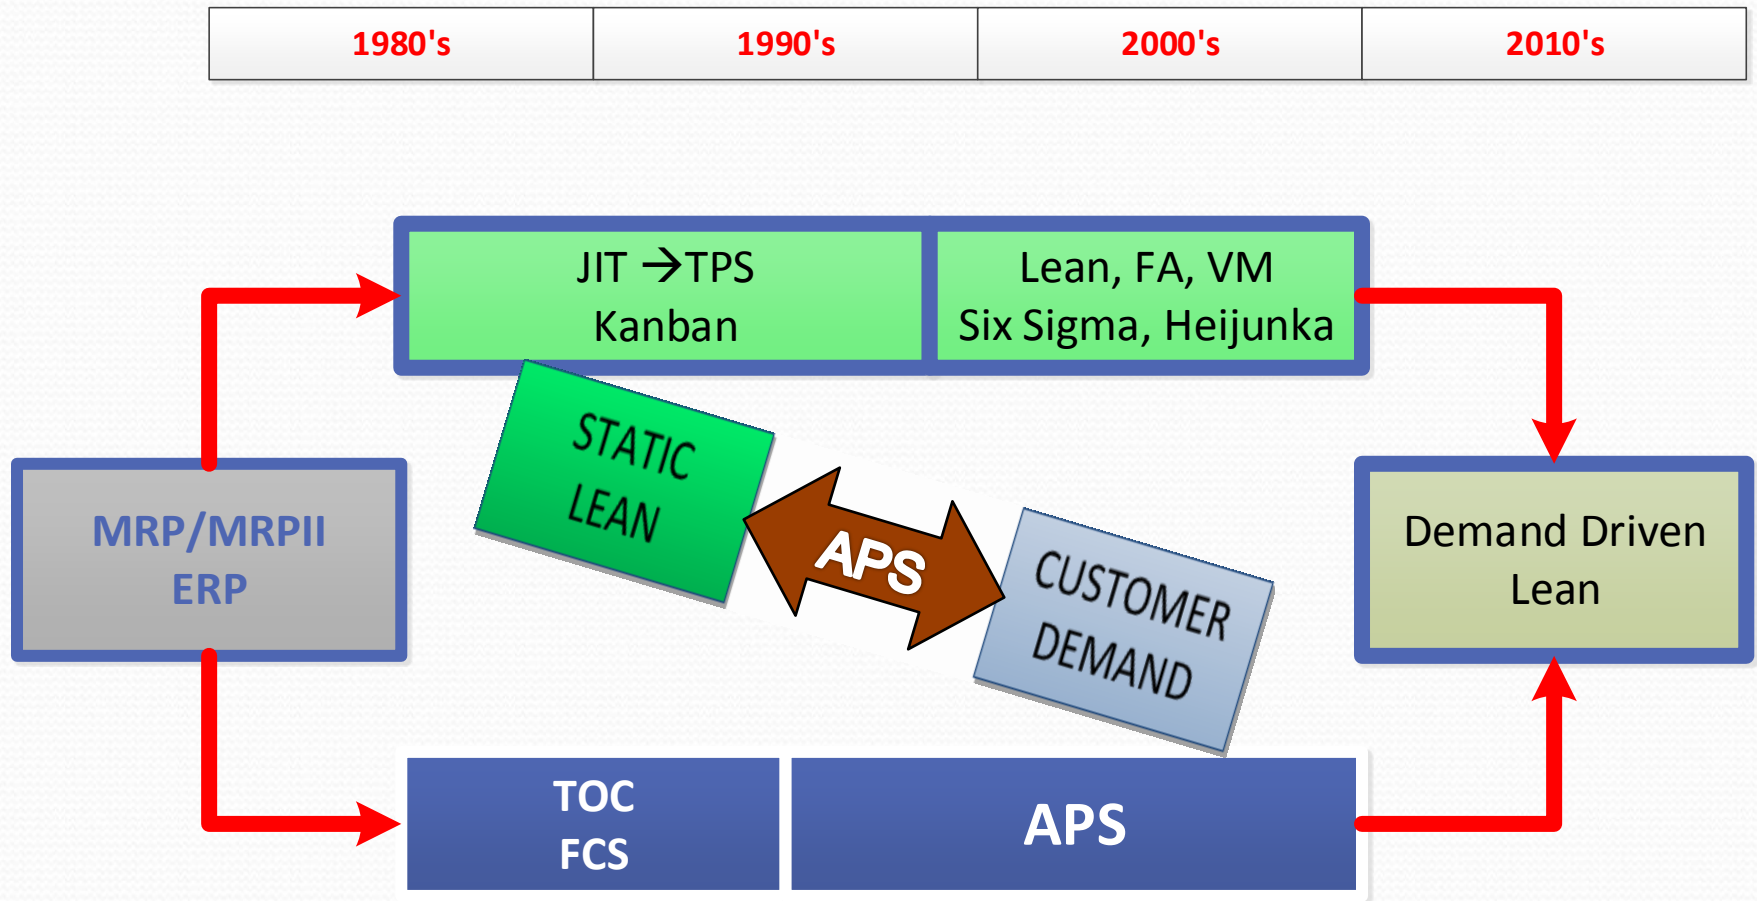 1980's 1990's 2000's 2010's
JIT →TPS
Kanban
Lean, FA, VM
Six Sigma, Heijunka
STATIC
LEAN
APS
CUSTOMER
DEMAND
MRP/MRPII
ERP
Demand Driven
Lean
TOC
FCS
APS